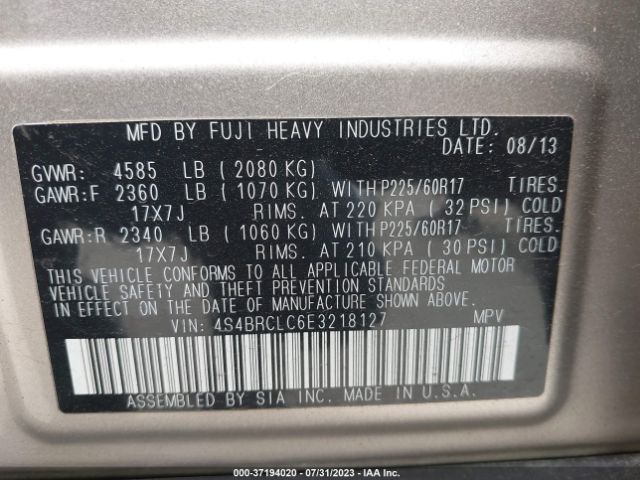 MFD BY FUJI HEAVY INDUSTRIES LTD.
DATE: 08/13
GVWR: 4585 LB ( 2080 KG)
GAWR:F 2360 LB ( 1070 KG) WITH P225/60R17 TIRES.
17X7J RIMS. AT 220 KPA ( 32 PSI) COLD
GAWR:R 2340 LB ( 1060 KG) WITH P225/60R17 TIRES.
17X7J RIMS. AT 210 KPA ( 30 PSI) COLD
THIS VEHICLE CONFORMS TO ALL APPLICABLE FEDERAL MOTOR
VEHICLE SAFETY AND THEFT PREVENTION STANDARDS
IN EFFECT ON THE DATE OF MANUFACTURE SHOWN ABOVE.
VIN: 4S4BRCLC6E3218127 MPV
ASSEMBLED BY SIA INC. MADE IN U.S.A.
000-37194020 - 07/31/2023 - IAA Inc.